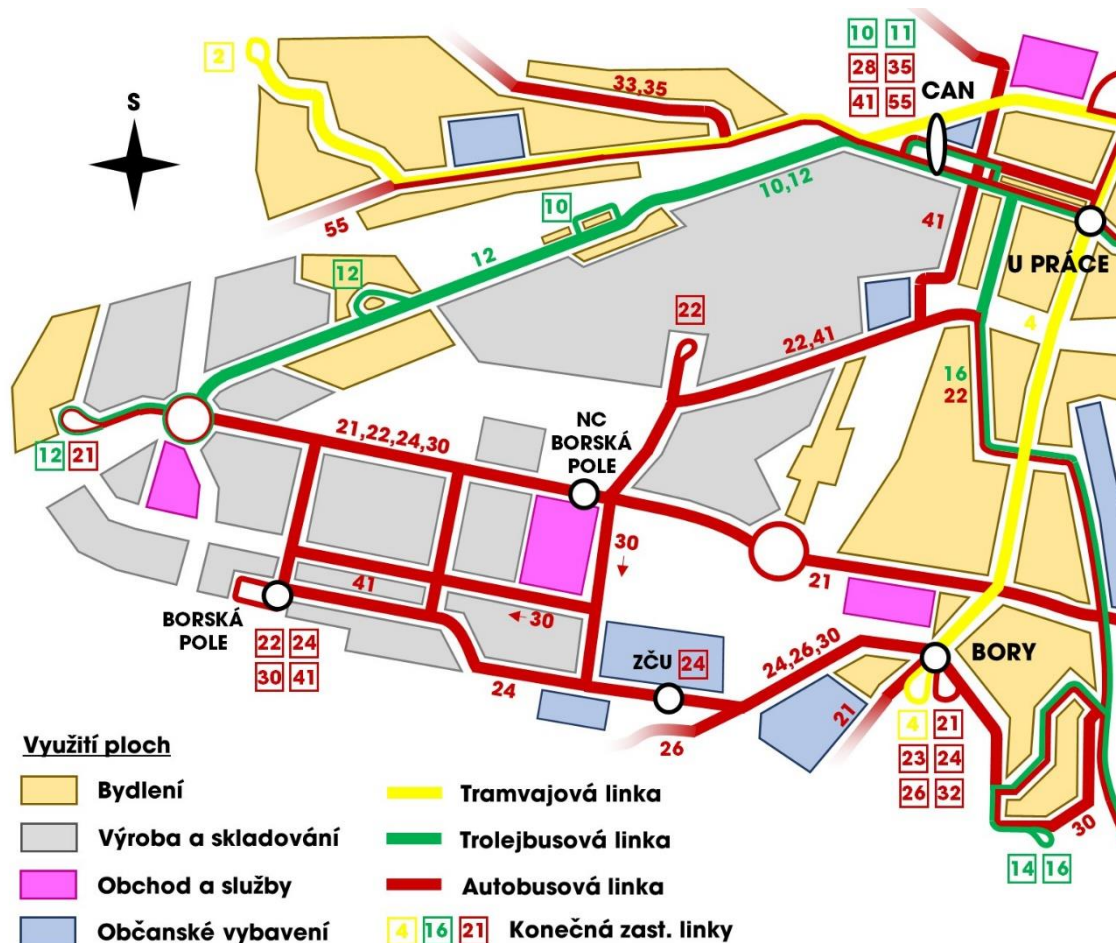 2
S
33,35
10 11
28 35
41 55
CAN
55
10
10,12
12
12
41
U PRÁCE
22
22,41
4
16
22
12 21
21,22,24,30
NC
BORSKÁ
POLE
30
30
21
41
BORSKÁ
POLE
22 24
30 41
ZČU 24
24
24,26,30
BORY
26
21
4 21
23 24
26 32
30
14 16
Využití ploch
Bydlení
Výroba a skladování
Obchod a služby
Občanské vybavení
Tramvajová linka
Trolejbusová linka
Autobusová linka
4 16 21 Konečná zast. linky